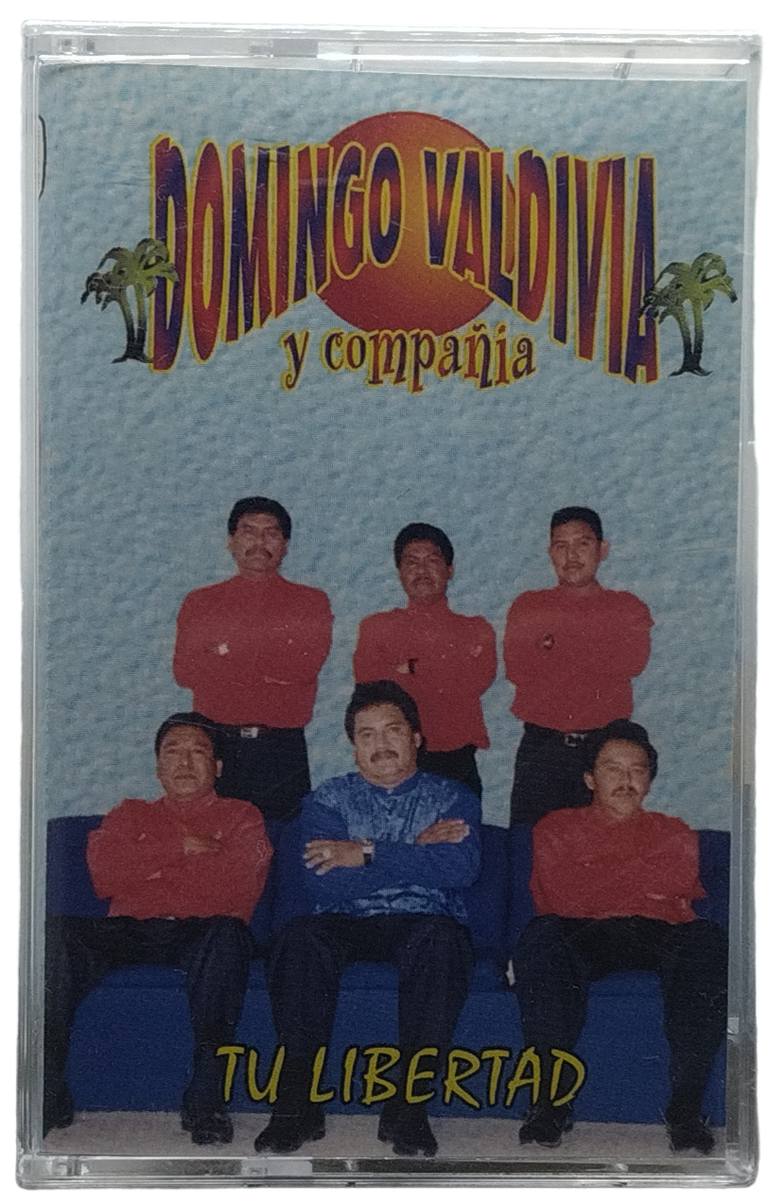 DOMINGO VALDIVIA
y compañia
TU LIBERTAD